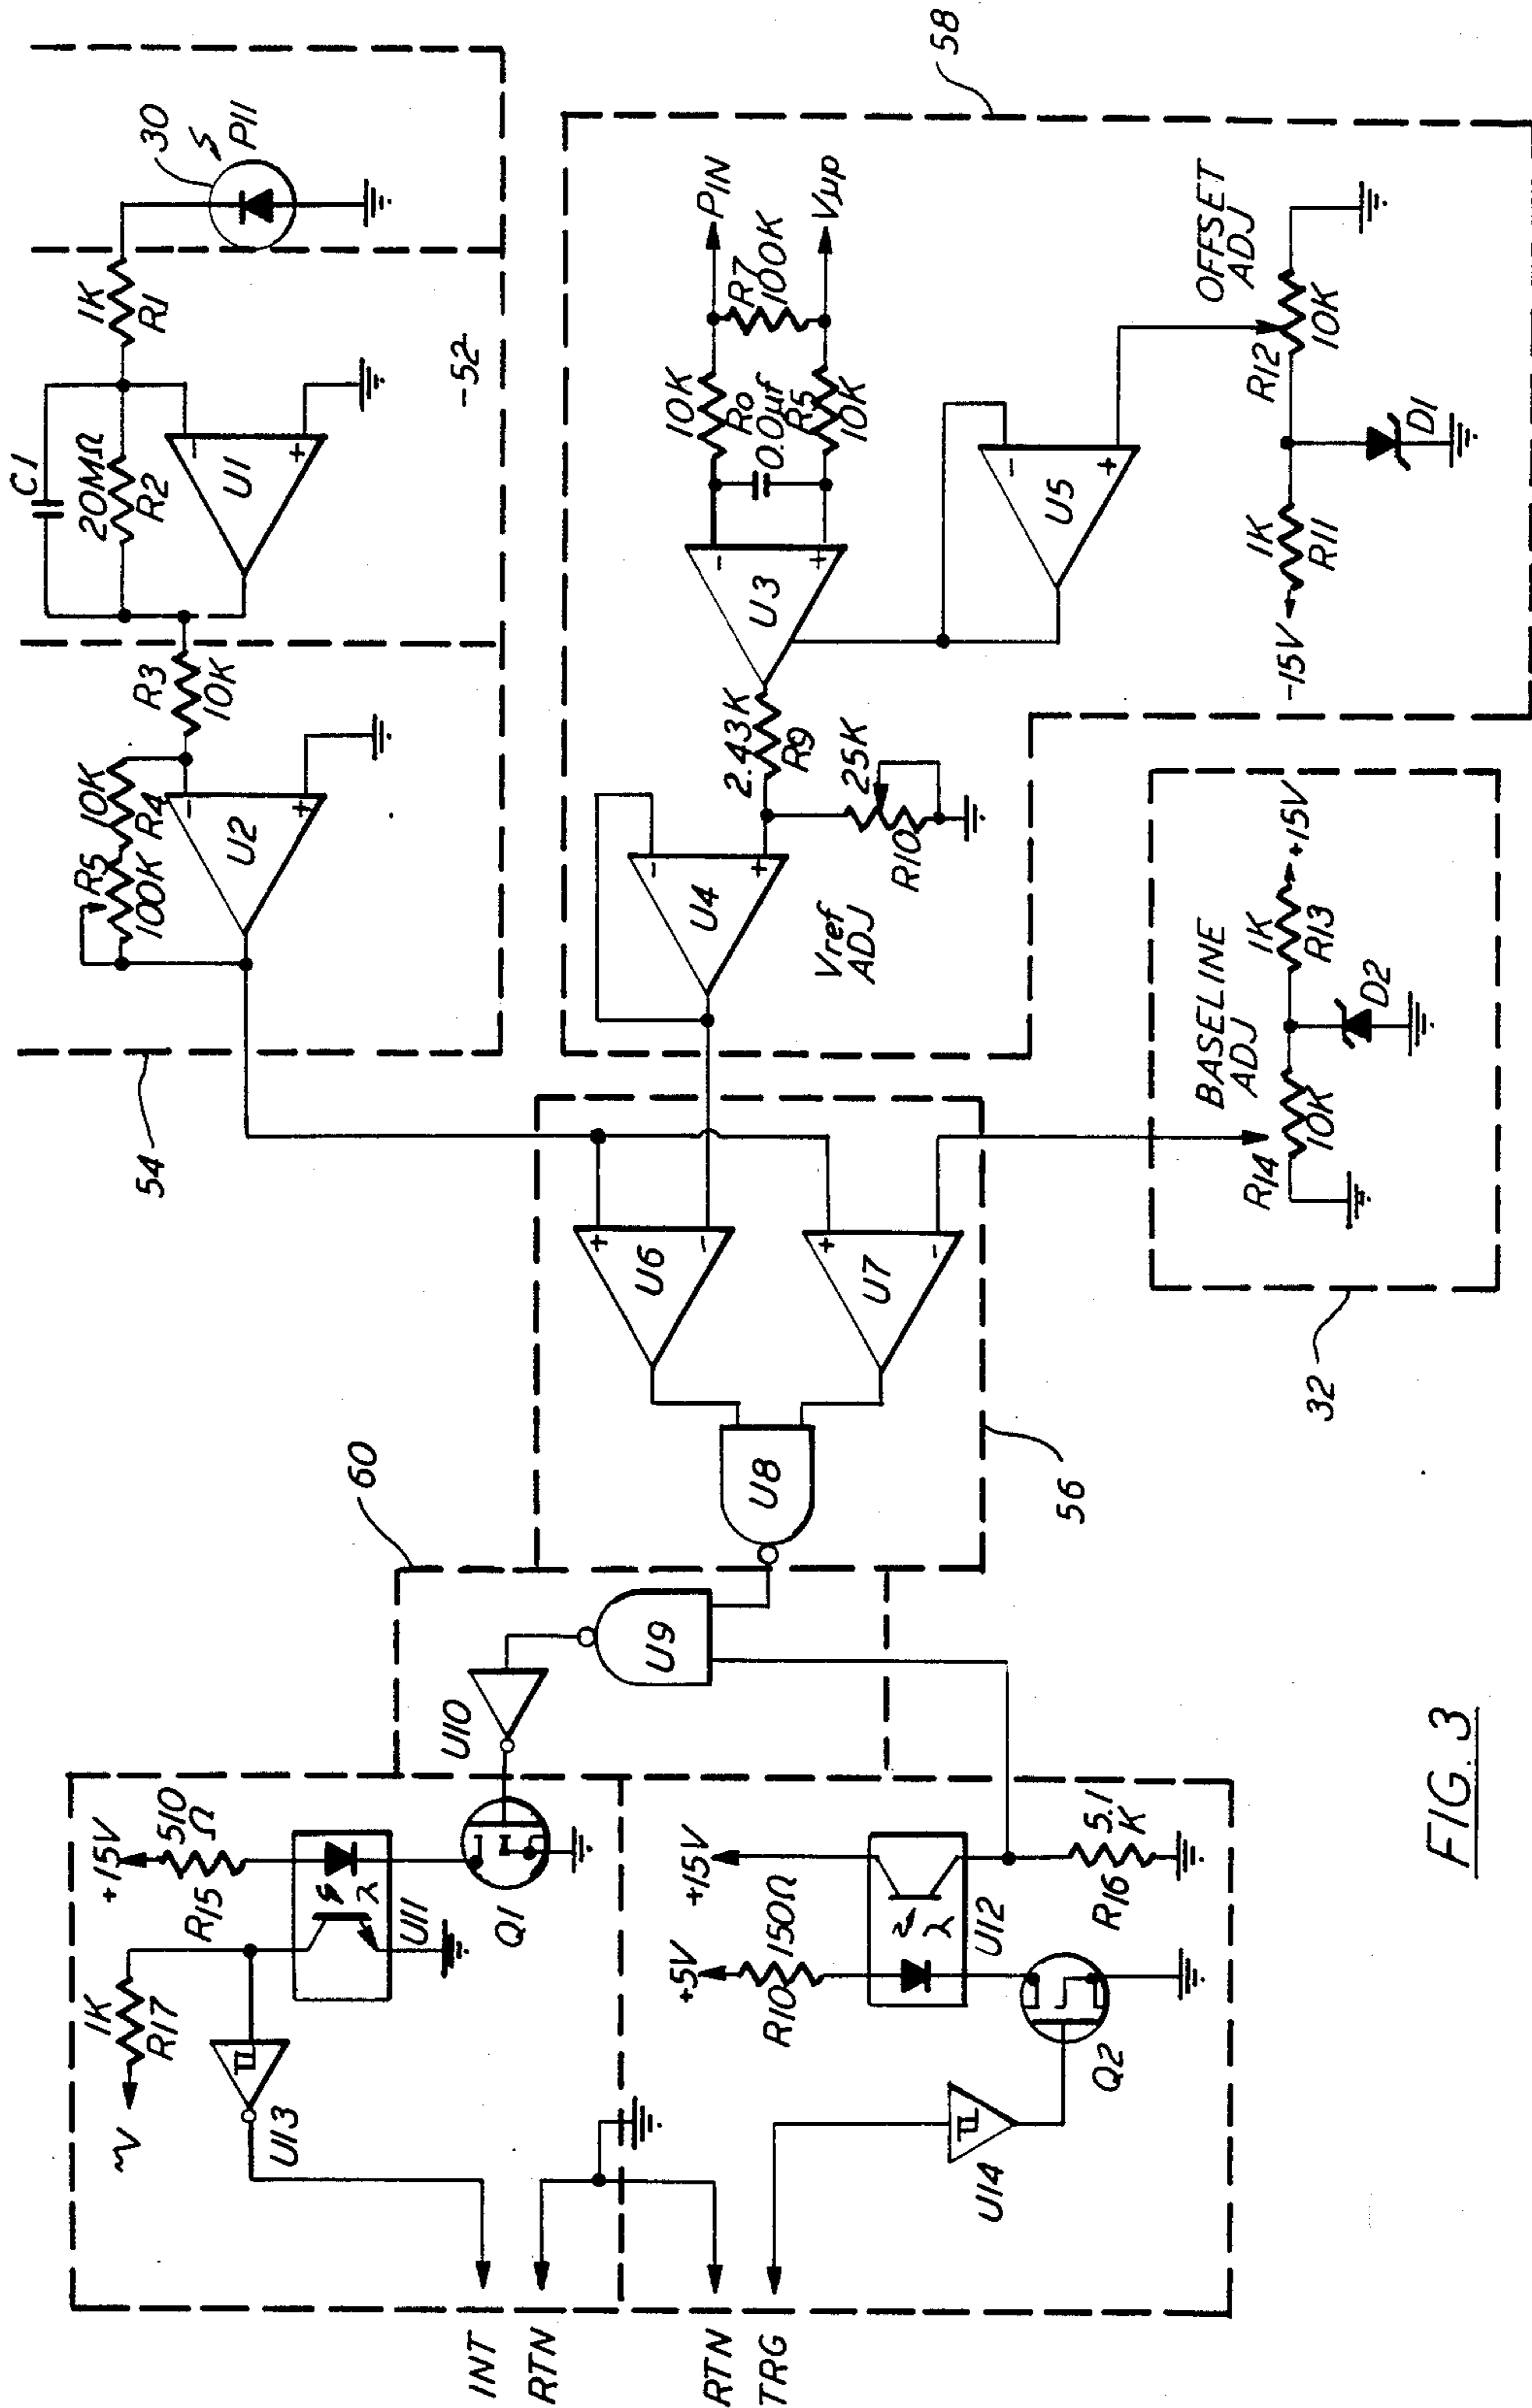 30
P11
1K
R1
-52
C1
20MΩ
R2
U1
-
+
R3
10K
R5
100K
10K
R4
U2
-
+
54
58
PIN
Vμp
R7
100K
10K
R0
0.0μf
R5
10K
U3
-
+
2.43K
R9
25K
R10
U4
-
+
Vref
ADJ
U5
-
+
OFFSET
ADJ
R12
10K
1K
R11
-15V
D1
BASELINE
ADJ
+15V
1K
R13
D2
R14
10K
32
U6
+
-
U7
+
-
U8
56
60
U9
U10
+15V
510
Ω
R15
λ
U11
Q1
1K
R17
U13
INT
RTN
RTN
TRG
+15V
+5V
150Ω
R10
λ
U12
5.1
K
R16
Q2
U14
FIG. 3